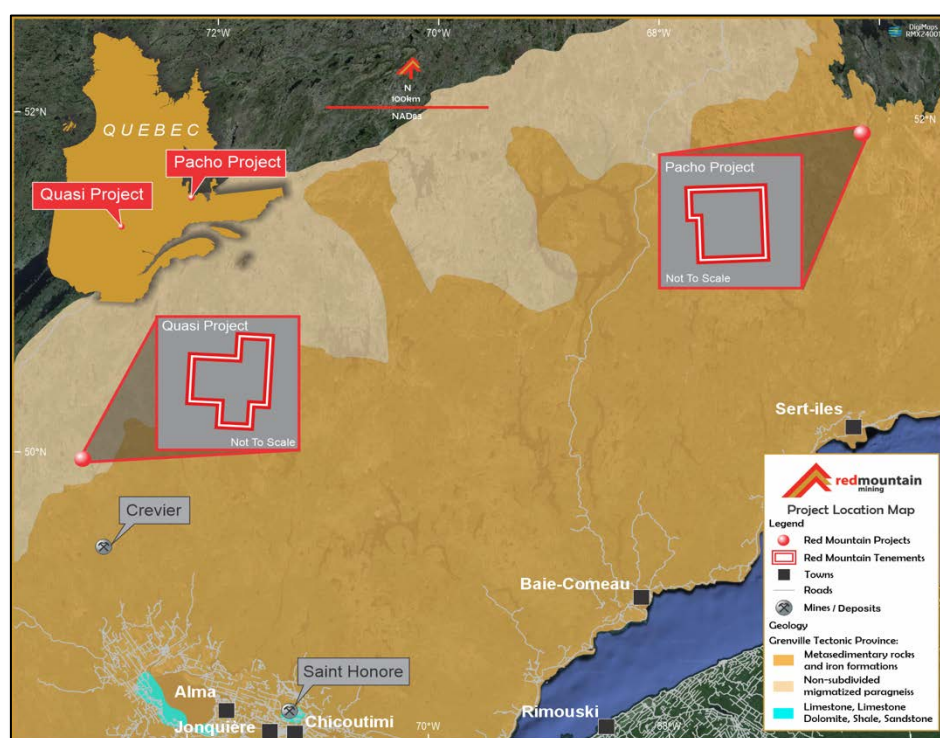 72°W
70°W
68°W
DigiMaps
RMX24001
N
100km
NAD83
52°N
52°N
QUEBEC
Pacho Project
Quasi Project
Pacho Project
Not To Scale
Quasi Project
Not To Scale
50°N
Sert-iles
Crevier
Baie-Comeau
Saint Honore
Alma
Jonquière
Chicoutimi
Rimouski
70°W
68°W
redmountain
mining
Project Location Map
Legend
Red Mountain Projects
Red Mountain Tenements
Towns
Roads
Mines / Deposits
Geology
Grenville Tectonic Province:
Metasedimentary rocks
and iron formations
Non-subdivided
migmatized paragneiss
Limestone, Limestone
Dolomite, Shale, Sandstone